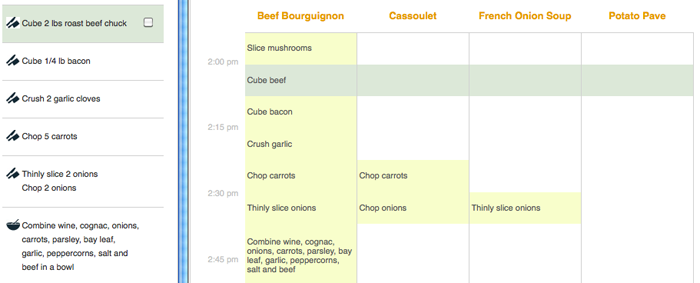 Cube 2 lbs roast beef chuck
Cube 1/4 lb bacon
Crush 2 garlic cloves
Chop 5 carrots
Thinly slice 2 onions
Chop 2 onions
Combine wine, cognac, onions,
carrots, parsley, bay leaf,
garlic, peppercorns, salt and
beef in a bowl
Beef Bourguignon Cassoulet French Onion Soup Potato Pave
Slice mushrooms
2:00 pm
Cube beef
Cube bacon
2:15 pm
Crush garlic
Chop carrots Chop carrots
2:30 pm
Thinly slice onions Chop onions Thinly slice onions
Combine wine, cognac,
onions, carrots, parsley, bay
leaf, garlic, peppercorns,
salt and beef
2:45 pm